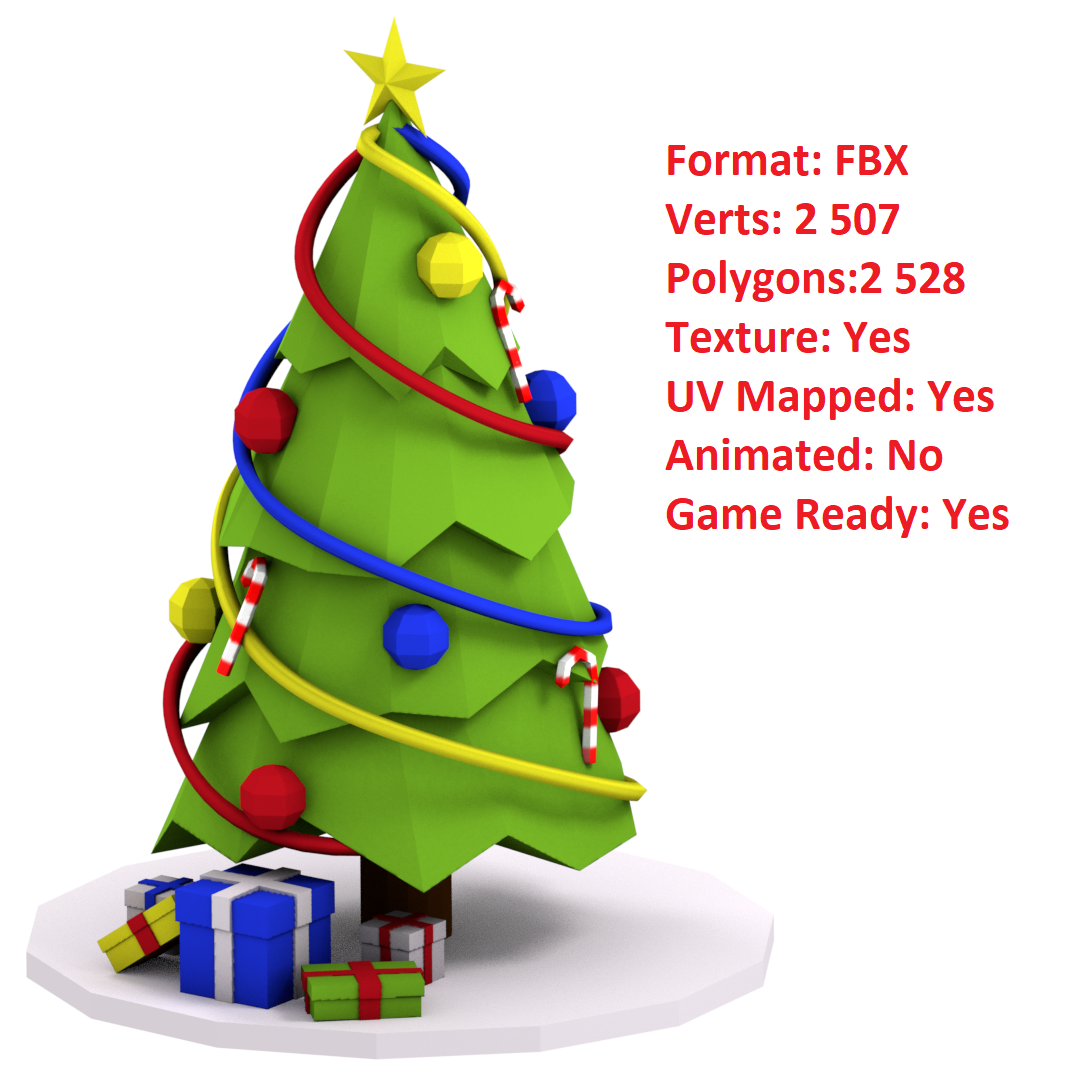 Format: FBX
Verts: 2 507
Polygons:2 528
Texture: Yes
UV Mapped: Yes
Animated: No
Game Ready: Yes